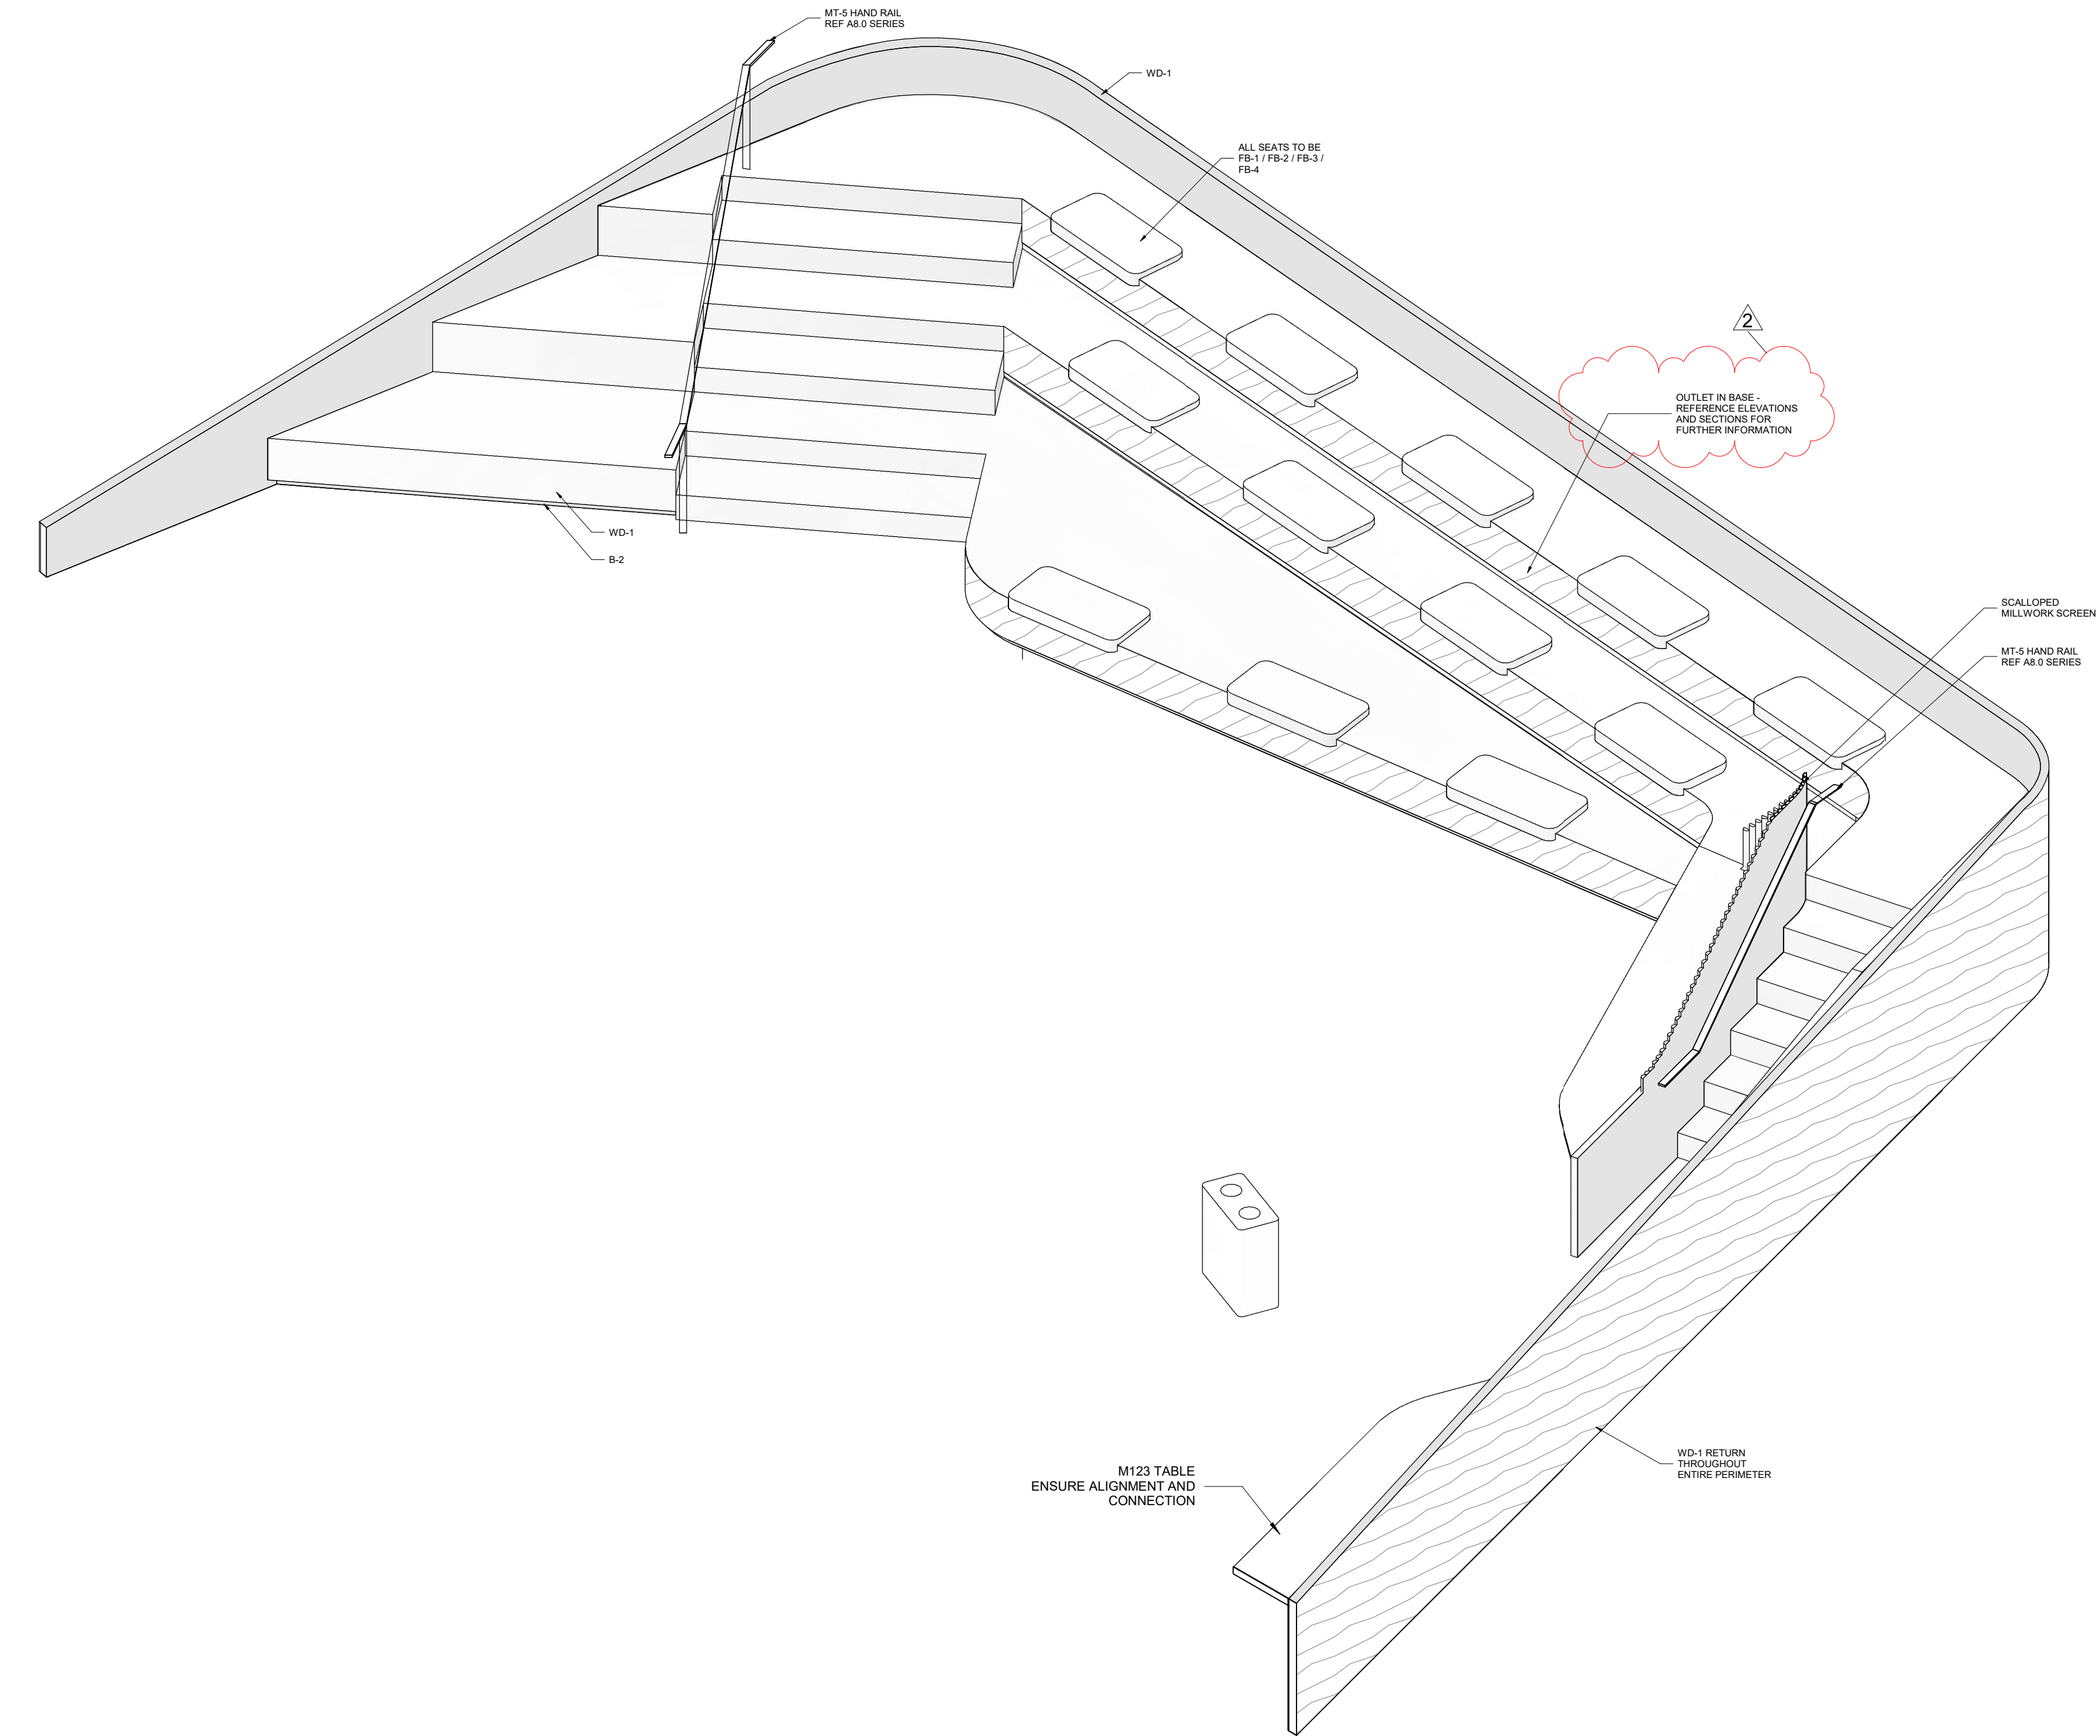 MT-5 HAND RAIL
REF A8.0 SERIES
WD-1
ALL SEATS TO BE
FB-1 / FB-2 / FB-3 /
FB-4
2
OUTLET IN BASE -
REFERENCE ELEVATIONS
AND SECTIONS FOR
FURTHER INFORMATION
WD-1
B-2
SCALLOPED
MILLWORK SCREEN
MT-5 HAND RAIL
REF A8.0 SERIES
M123 TABLE
ENSURE ALIGNMENT AND
CONNECTION
WD-1 RETURN
THROUGHOUT
ENTIRE PERIMETER